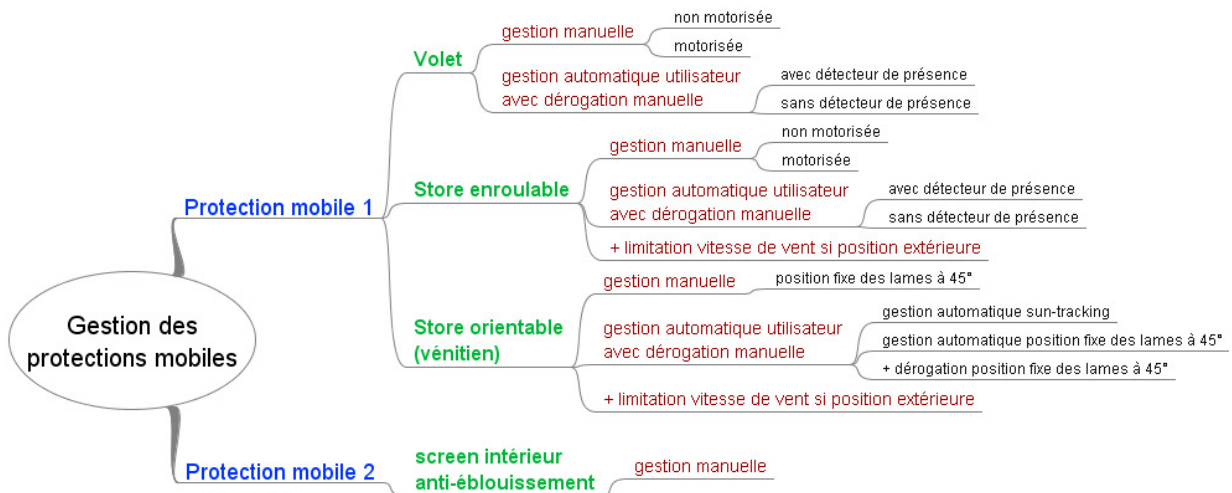 Gestion des
protections mobiles
Protection mobile 1
Volet
gestion manuelle
non motorisée
motorisée
gestion automatique utilisateur
avec dérogation manuelle
avec détecteur de présence
sans détecteur de présence
Store enroulable
gestion manuelle
non motorisée
motorisée
gestion automatique utilisateur
avec dérogation manuelle
avec détecteur de présence
sans détecteur de présence
+ limitation vitesse de vent si position extérieure
Store orientable
(vénitien)
gestion manuelle
position fixe des lames à 45°
gestion automatique utilisateur
avec dérogation manuelle
gestion automatique sun-tracking
gestion automatique position fixe des lames à 45°
+ dérogation position fixe des lames à 45°
+ limitation vitesse de vent si position extérieure
Protection mobile 2
screen intérieur
anti-éblouissement
gestion manuelle